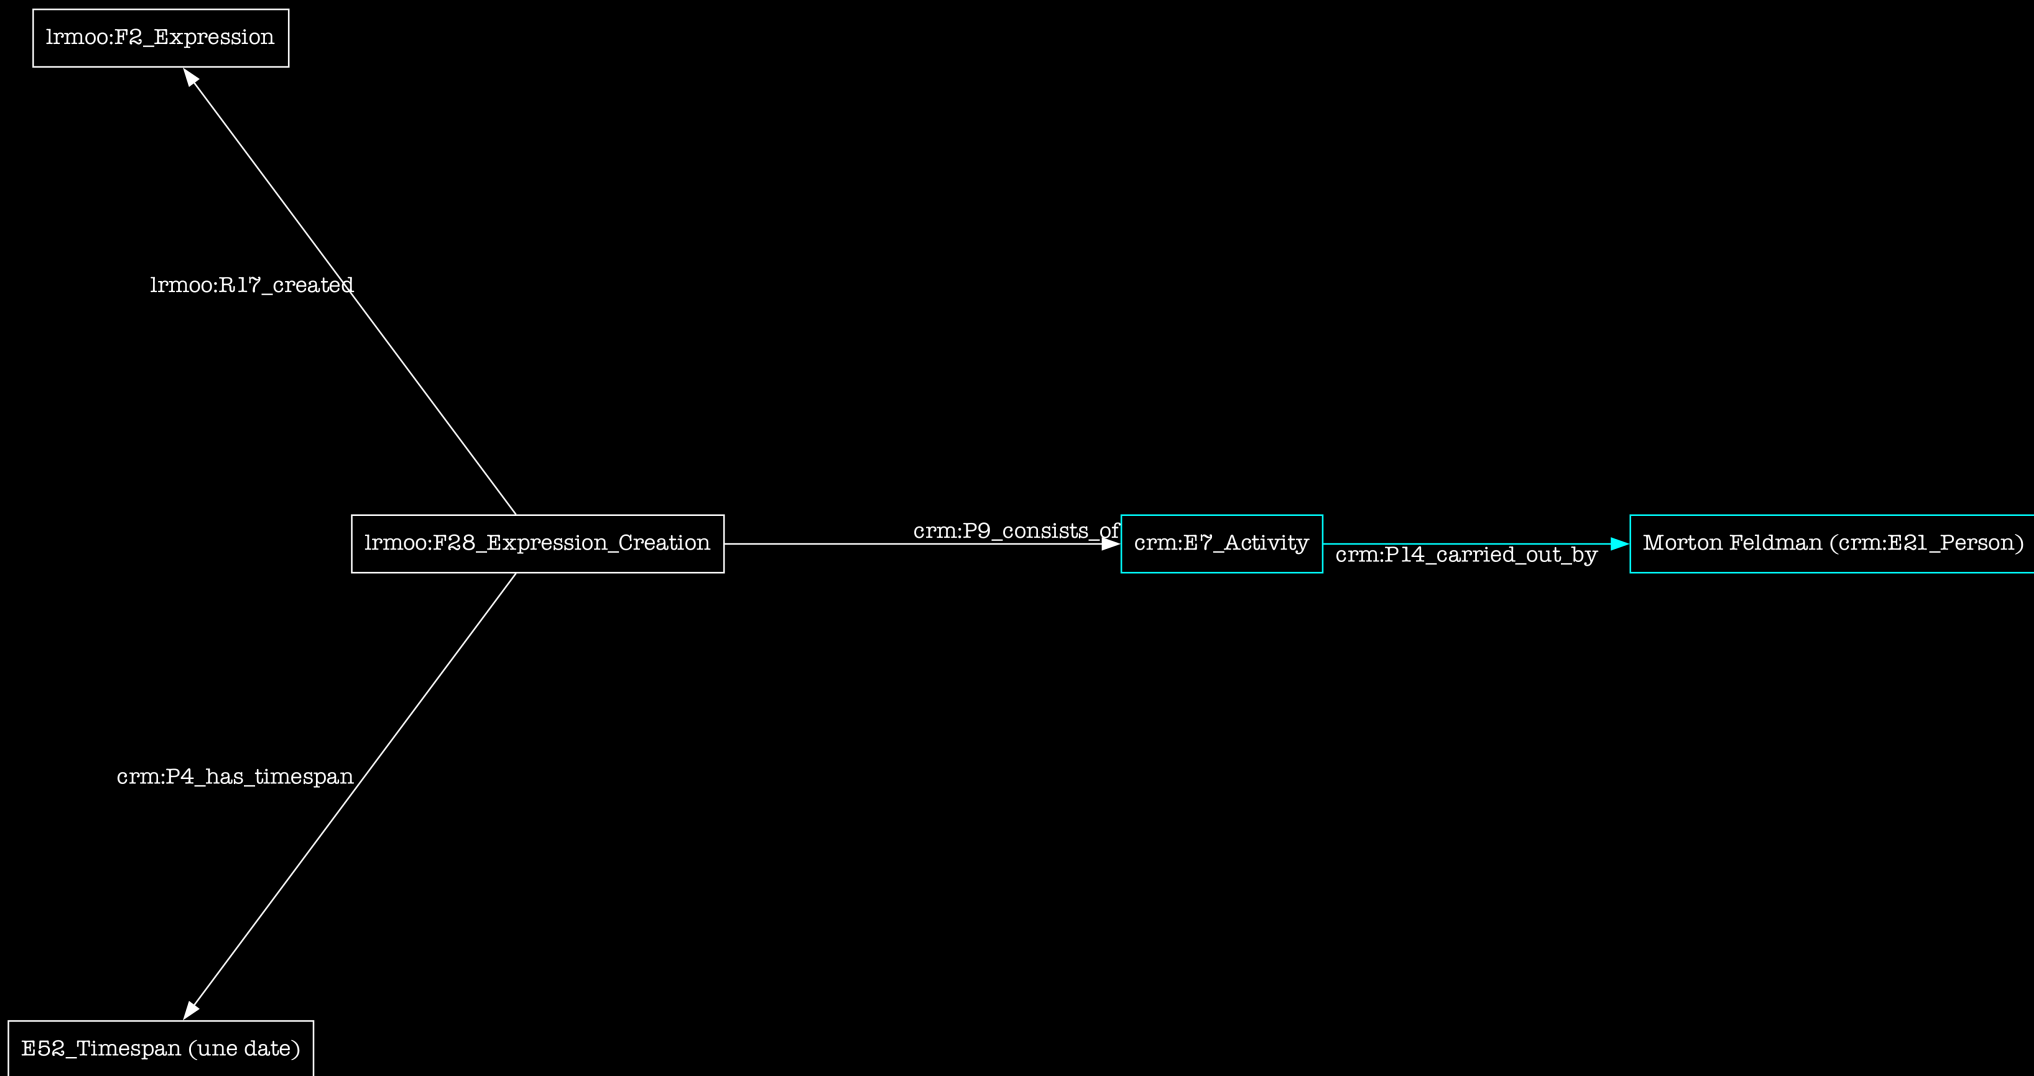 lrmoo:F2_Expression
lrmoo:R17_created
crm:P9_consists_of
lrmoo:F28_Expression_Creation
crm:E7_Activity
crm:P14_carried_out_by
Morton Feldman (crm:E21_Person)
crm:P4_has_timespan
E52_Timespan (une date)